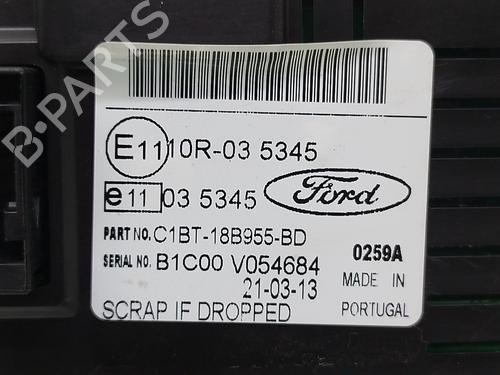 B-PARTS
E11 10R-03 5345
e11 03 5345
Ford
PART NO. C1BT-18B955-BD
SERIAL NO. B1C00 V054684
0259A
21-03-13
MADE IN
PORTUGAL
SCRAP IF DROPPED